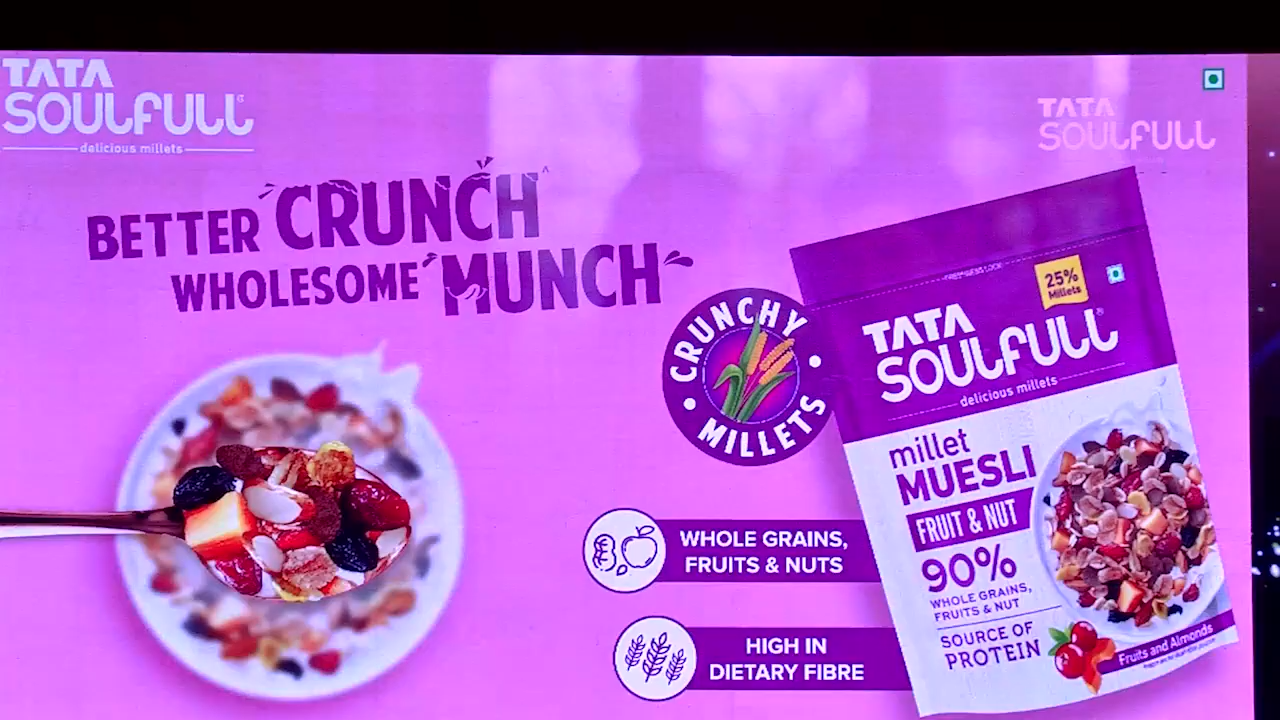 TATA
SOULFULL
delicious millets
TATA
SOULFULL
BETTER CRUNCH
WHOLESOME MUNCH
CRUNCHY
MILLETS
WHOLE GRAINS,
FRUITS & NUTS
HIGH IN
DIETARY FIBRE
25%
Millets
TATA
SOULFULL
delicious millets
millet
MUESLI
FRUIT & NUT
90%
WHOLE GRAINS,
FRUITS & NUT
SOURCE OF
PROTEIN
Fruits and Almonds